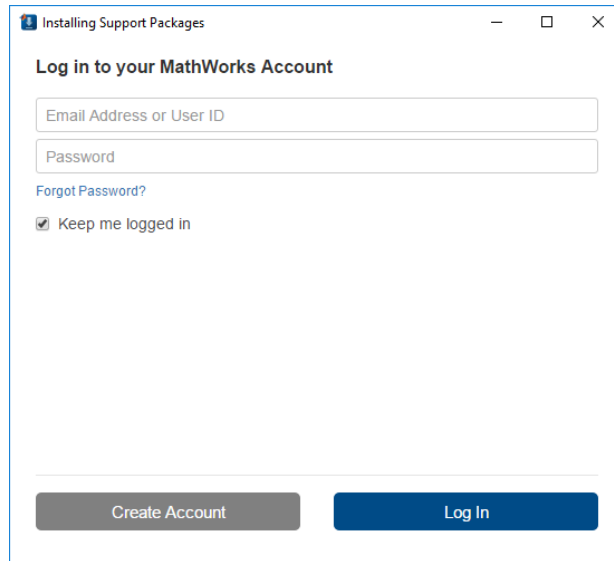 Installing Support Packages
Log in to your MathWorks Account
Email Address or User ID
Password
Forgot Password?
Keep me logged in
Create Account
Log In